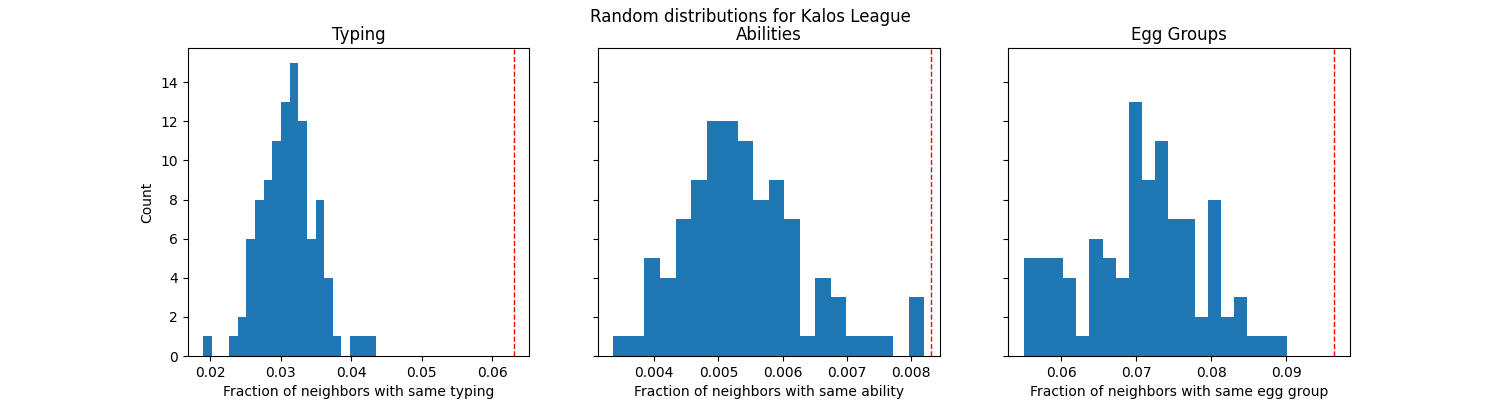 Random distributions for Kalos League
Typing
Abilities
Egg Groups
Count
14
12
10
8
6
4
2
0
0.02 0.03 0.04 0.05 0.06
0.004 0.005 0.006 0.007 0.008
0.06 0.07 0.08 0.09
Fraction of neighbors with same typing
Fraction of neighbors with same ability
Fraction of neighbors with same egg group